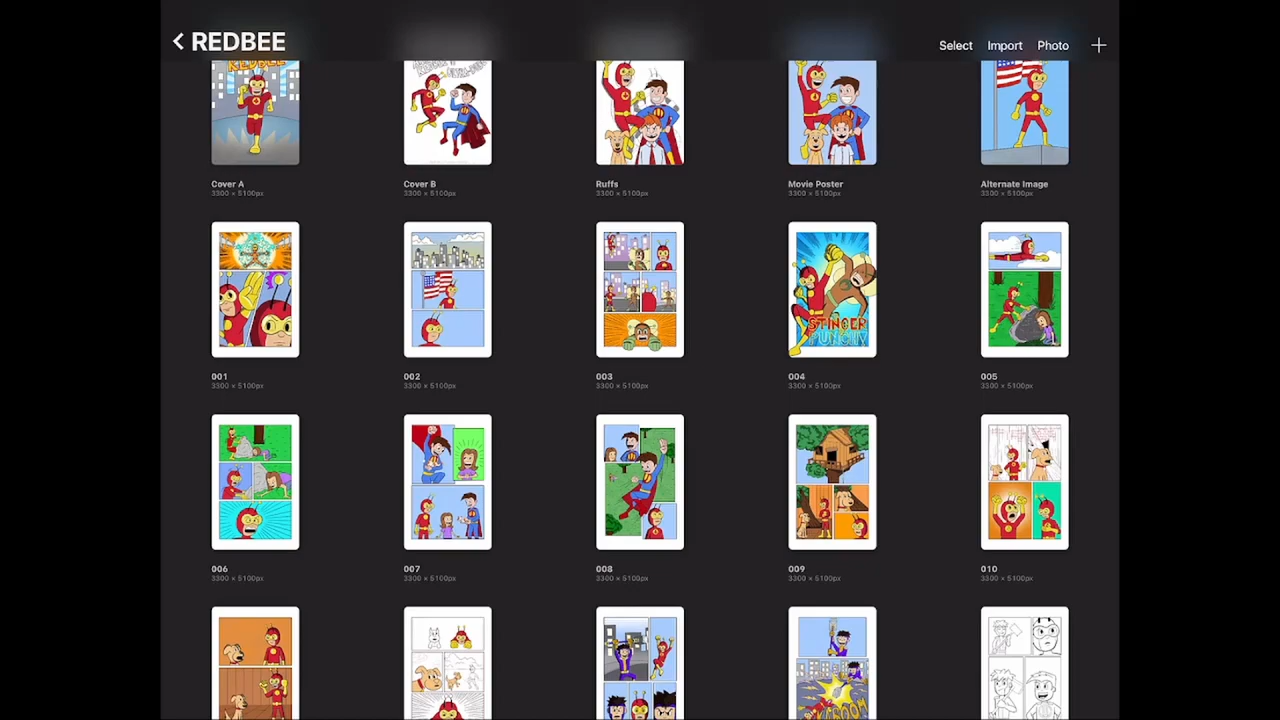 REDBEE
Select Import Photo
REDBEE
Cover A
3300 × 5100px
Cover B
3300 × 5100px
Ruffs
3300 × 5100px
Movie Poster
3300 × 5100px
Alternate Image
3300 × 5100px
STINGER
PUNCH!
001
3300 × 5100px
002
3300 × 5100px
003
3300 × 5100px
004
3300 × 5100px
005
3300 × 5100px
006
3300 × 5100px
007
3300 × 5100px
008
3300 × 5100px
009
3300 × 5100px
010
3300 × 5100px